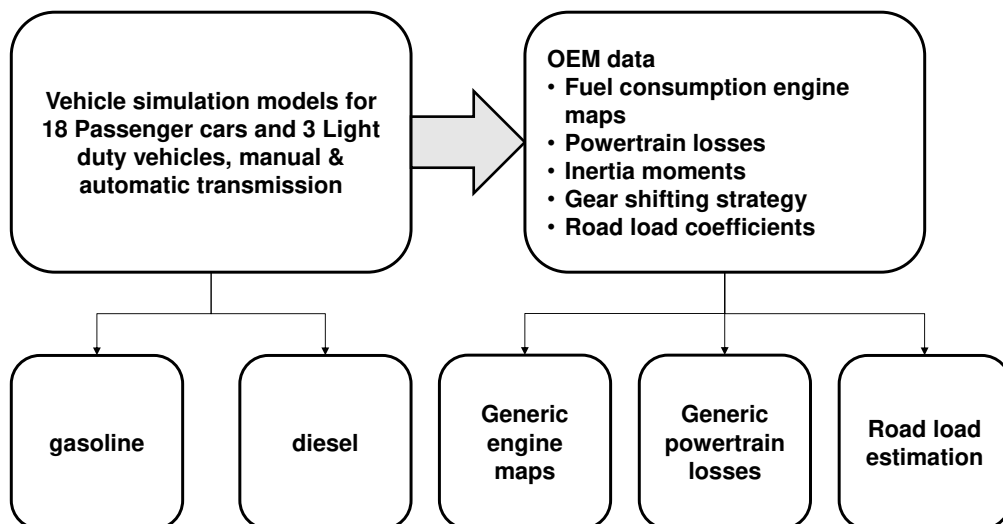 Vehicle simulation models for
18 Passenger cars and 3 Light
duty vehicles, manual &
automatic transmission
OEM data
• Fuel consumption engine
maps
• Powertrain losses
• Inertia moments
• Gear shifting strategy
• Road load coefficients
gasoline
diesel
Generic
engine
maps
Generic
powertrain
losses
Road load
estimation